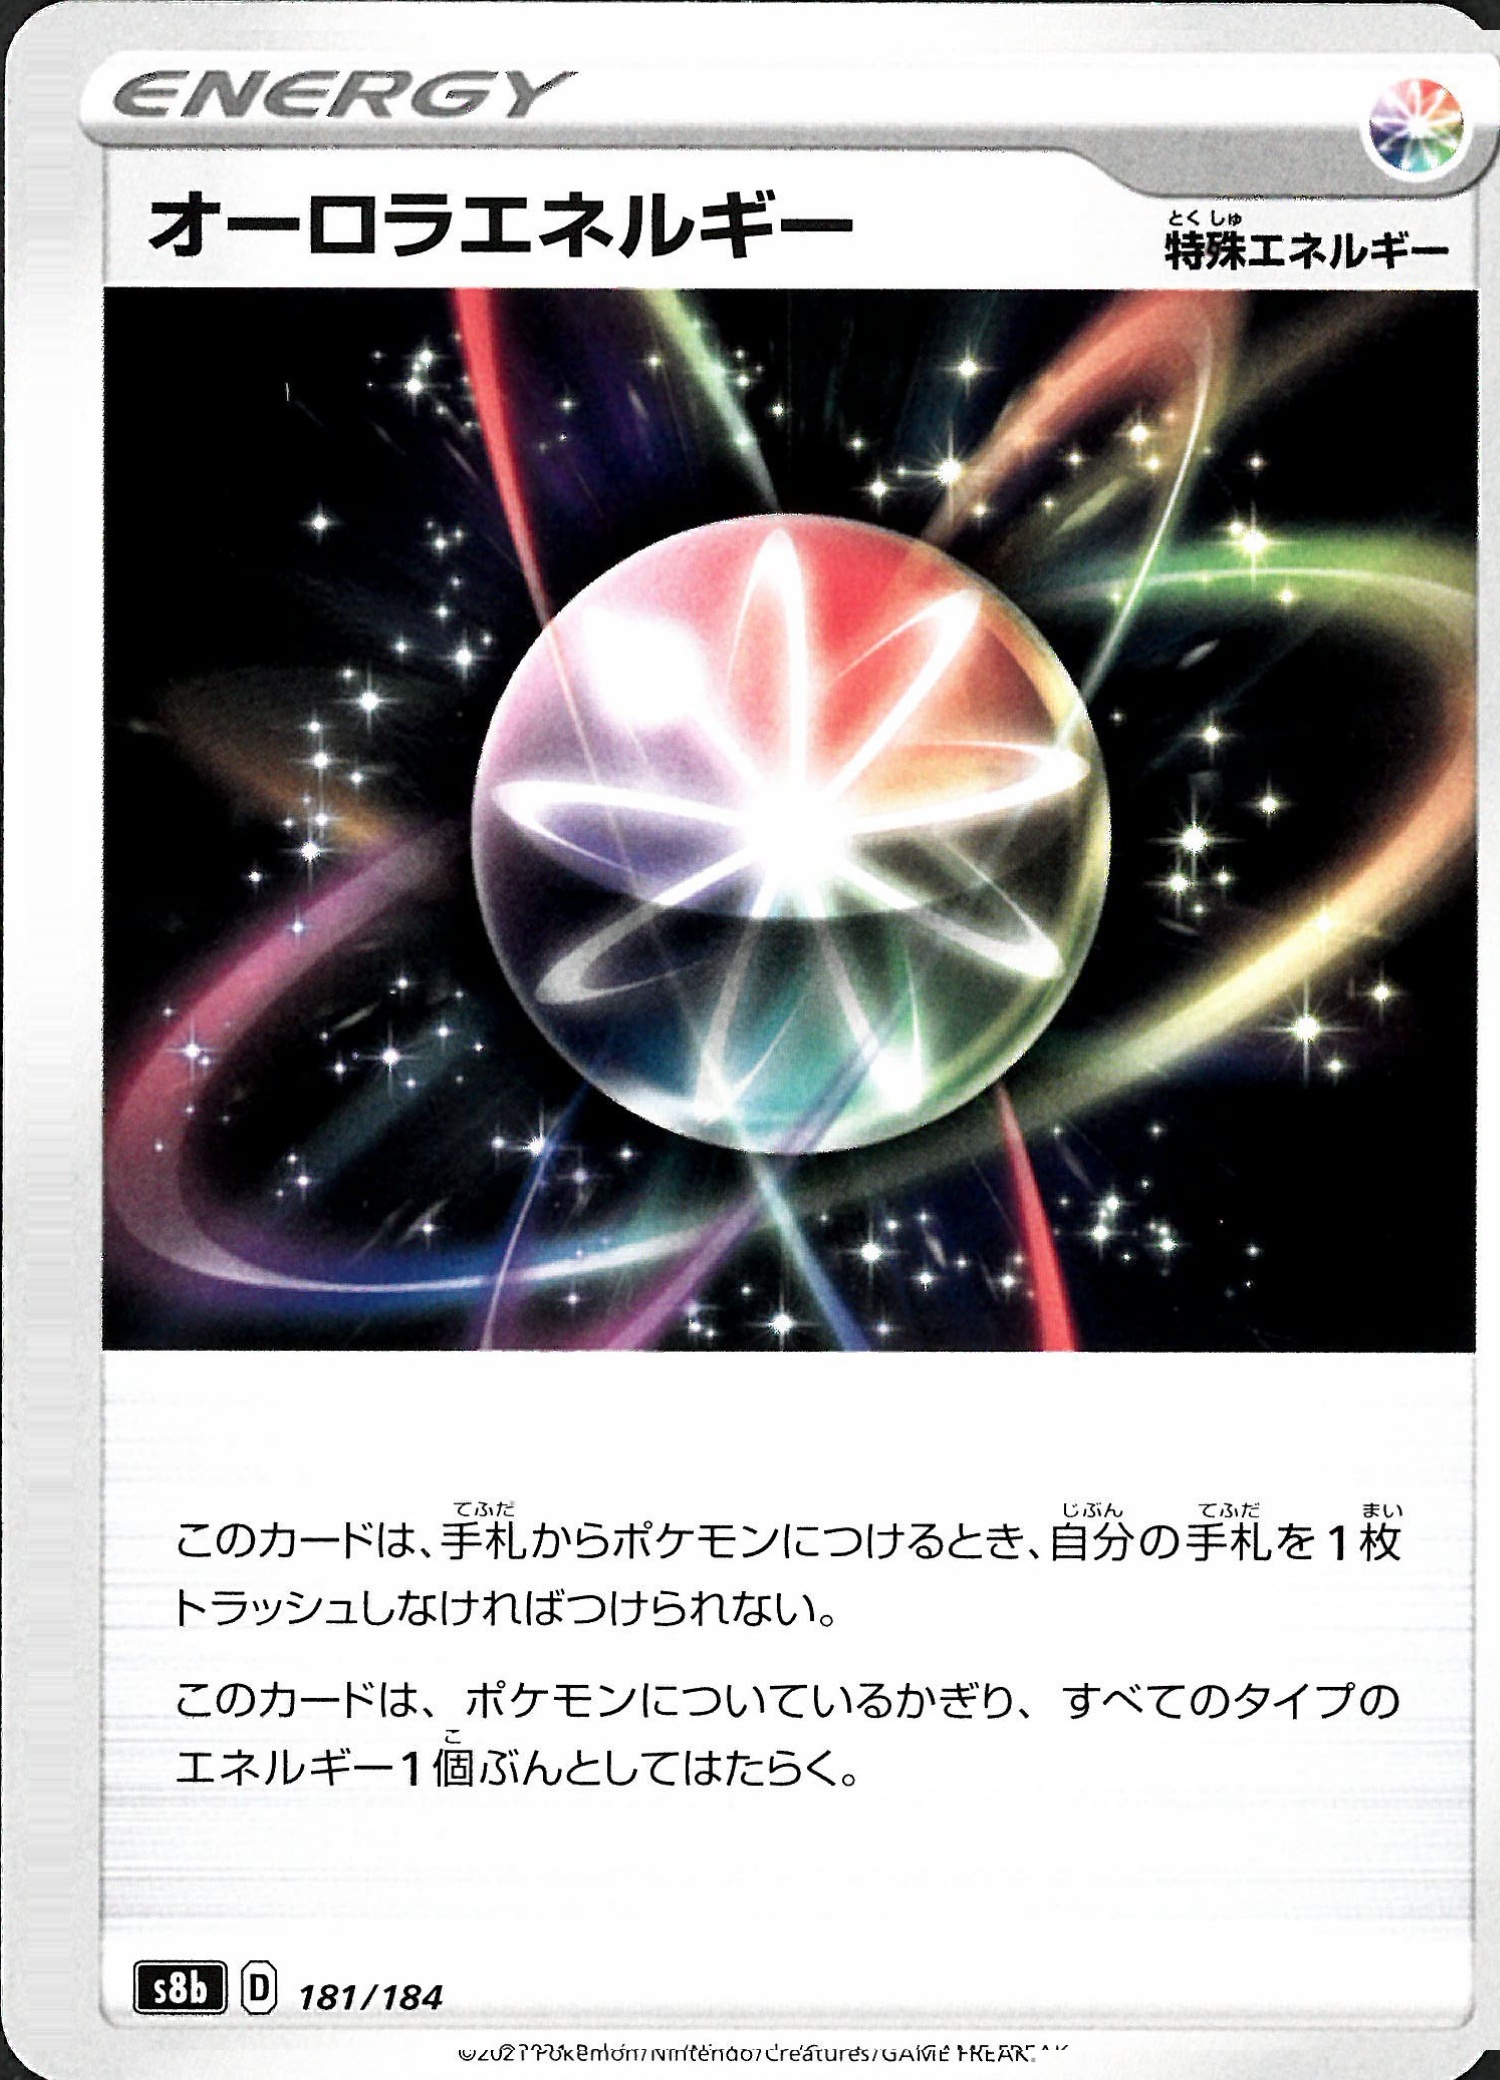 ENERGY
オーロラエネルギー
とくしゅ
特殊エネルギー
てふだ じぶん てふだ まい
このカードは、手札からポケモンにつけるとき、自分の手札を1枚
トラッシュしなければつけられない。
このカードは、ポケモンについているかぎり、すべてのタイプの
こ
エネルギー1個ぶんとしてはたらく。
s8b D 181/184
©2021 Pokémon/Nintendo/Creatures/GAME FREAK.